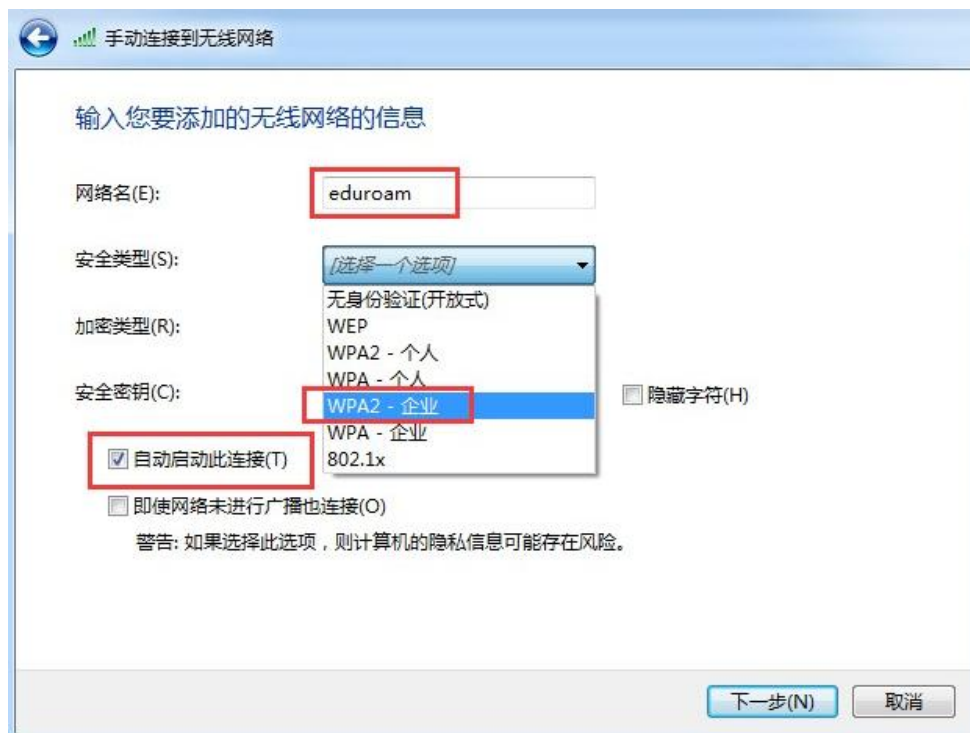 手动连接到无线网络
输入您要添加的无线网络的信息
网络名(E):
eduroam
安全类型(S):
[选择一个选项]
无身份验证(开放式)
WEP
加密类型(R):
WPA2 - 个人
WPA - 个人
安全密钥(C):
WPA2 - 企业
隐藏字符(H)
WPA - 企业
自动启动此连接(T)
802.1x
即使网络未进行广播也连接(O)
警告: 如果选择此选项，则计算机的隐私信息可能存在风险。
下一步(N)
取消